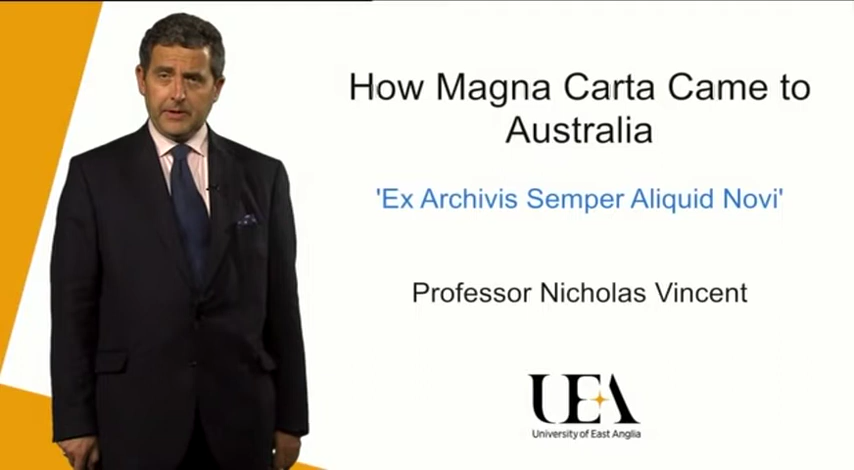 How Magna Carta Came to
Australia
'Ex Archivis Semper Aliquid Novi'
Professor Nicholas Vincent
UEA
University of East Anglia